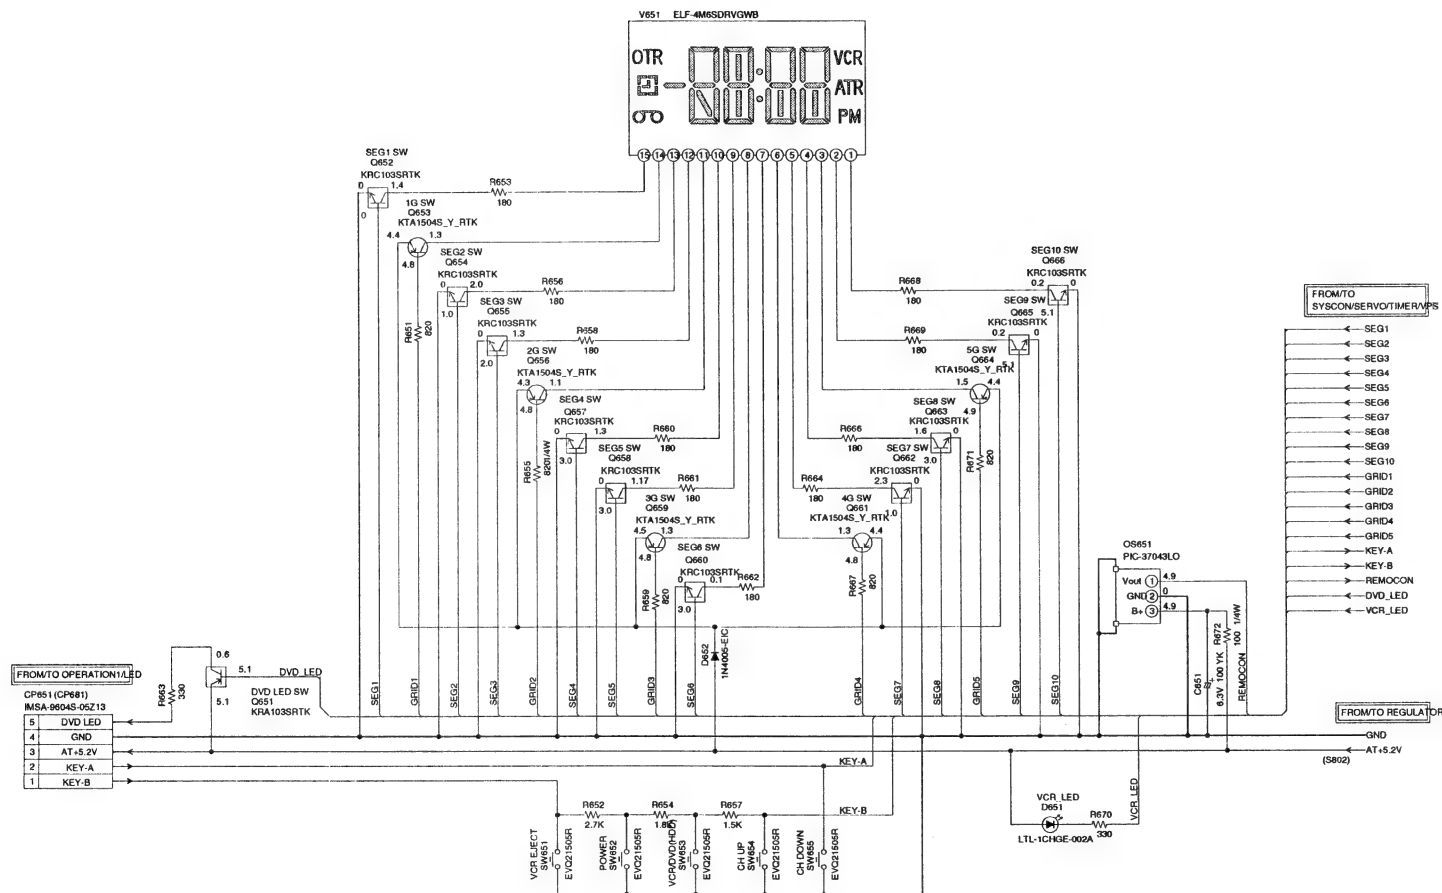 V651 ELF-4M6SDRVGWB
OTR
VCR
ATR
PM
15 14 13 12 11 10 9 8 7 6 5 4 3 2 1
SEG1 SW
Q652
KRC103SRTK
0 1.4
0
R653
180
1G SW
Q653
KTA1504S_Y_RTK
4.4 1.3
4.8
R651
820
SEG2 SW
Q654
KRC103SRTK
0 2.0
1.0
R656
180
SEG3 SW
Q655
KRC103SRTK
0 1.3
2.0
R658
180
2G SW
Q656
KTA1504S_Y_RTK
4.3 1.1
4.8
R655
820 1/4W
SEG4 SW
Q657
KRC103SRTK
0 1.3
3.0
R660
180
SEG5 SW
Q658
KRC103SRTK
0 1.17
3.0
R661
180
3G SW
Q659
KTA1504S_Y_RTK
4.5 1.3
4.8
R659
820
SEG6 SW
Q660
KRC103SRTK
0 0.1
3.0
R662
180
SEG10 SW
Q666
KRC103SRTK
0.2 0
5.1
R668
180
SEG9 SW
Q665
KRC103SRTK
0.2 0
5.1
R669
180
5G SW
Q664
KTA1504S_Y_RTK
1.5 4.4
4.9
R671
820
SEG8 SW
Q663
KRC103SRTK
1.6 0
3.0
R666
180
SEG7 SW
Q662
KRC103SRTK
2.3 0
1.0
R664
180
4G SW
Q661
KTA1504S_Y_RTK
1.3 4.4
4.8
R667
820
D652
1N4005-EIC
FROM/TO
SYSCON/SERVO/TIMER/VPS
SEG1
SEG2
SEG3
SEG4
SEG5
SEG6
SEG7
SEG8
SEG9
SEG10
GRID1
GRID2
GRID3
GRID4
GRID5
KEY-A
KEY-B
REMOCON
DVD_LED
VCR_LED
OS651
PIC-37043LO
Vout 1 4.9
GND 2 0
B+ 3 4.9
R672
100 1/4W
C651
6.3V 100 YK
REMOCON
FROM/TO OPERATION1/LED
CP651 (CP681)
IMSA-9604S-05Z13
5 DVD LED
4 GND
3 AT+5.2V
2 KEY-A
1 KEY-B
R663
330
0.6
5.1
5.1
DVD_LED
DVD LED SW
Q651
KRA103SRTK
SEG1
GRID1
SEG2
SEG3
GRID2
SEG4
SEG5
GRID3
SEG6
GRID4
SEG7
SEG8
GRID5
SEG9
SEG10
FROM/TO REGULATOR
GND
AT+5.2V
(S802)
KEY-A
KEY-B
R652
2.7K
R654
1.8K
R657
1.5K
VCR EJECT
SW651
EVQ21505R
POWER
SW652
EVQ21505R
VCR/DVD(HDD)
SW653
EVQ21505R
CH UP
SW654
EVQ21505R
CH DOWN
SW655
EVQ21505R
VCR_LED
D651
LTL-1CHGE-002A
R670
330
VCR_LED